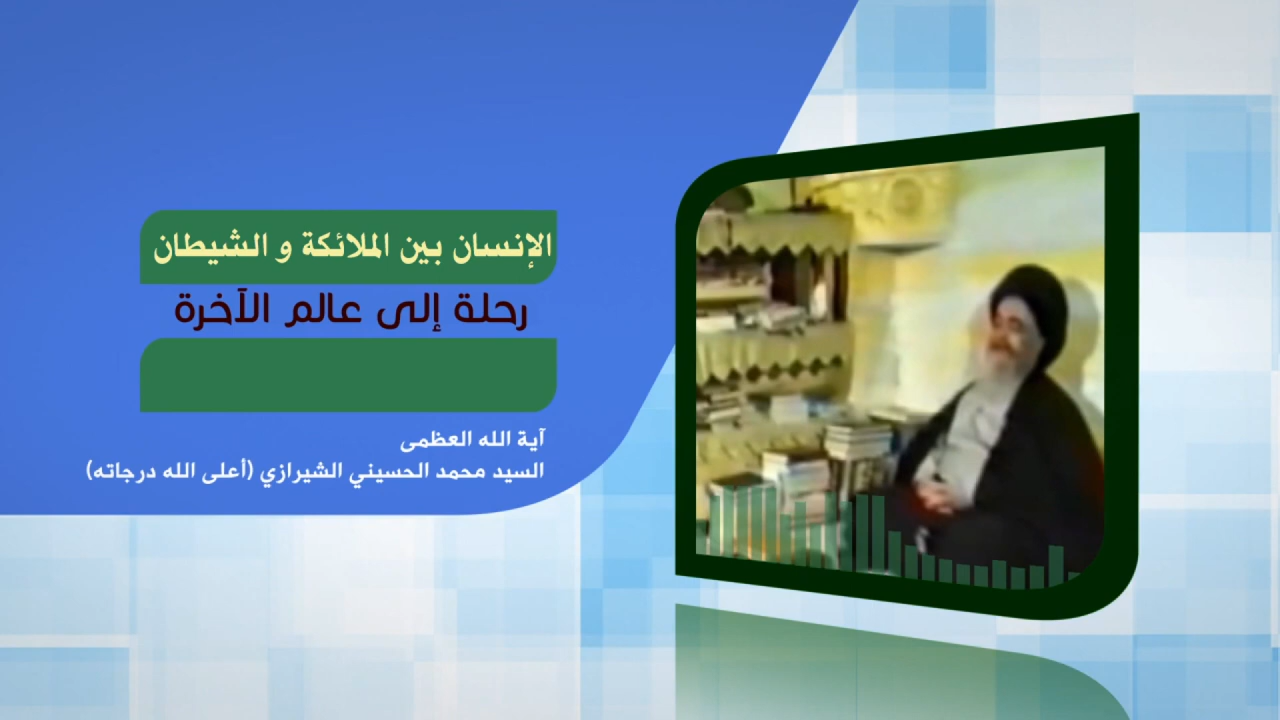 الإنسان بين الملائكة و الشيطان
رحلة إلى عالم الآخرة
آية الله العظمى
السيد محمد الحسيني الشيرازي (أعلى الله درجاته)